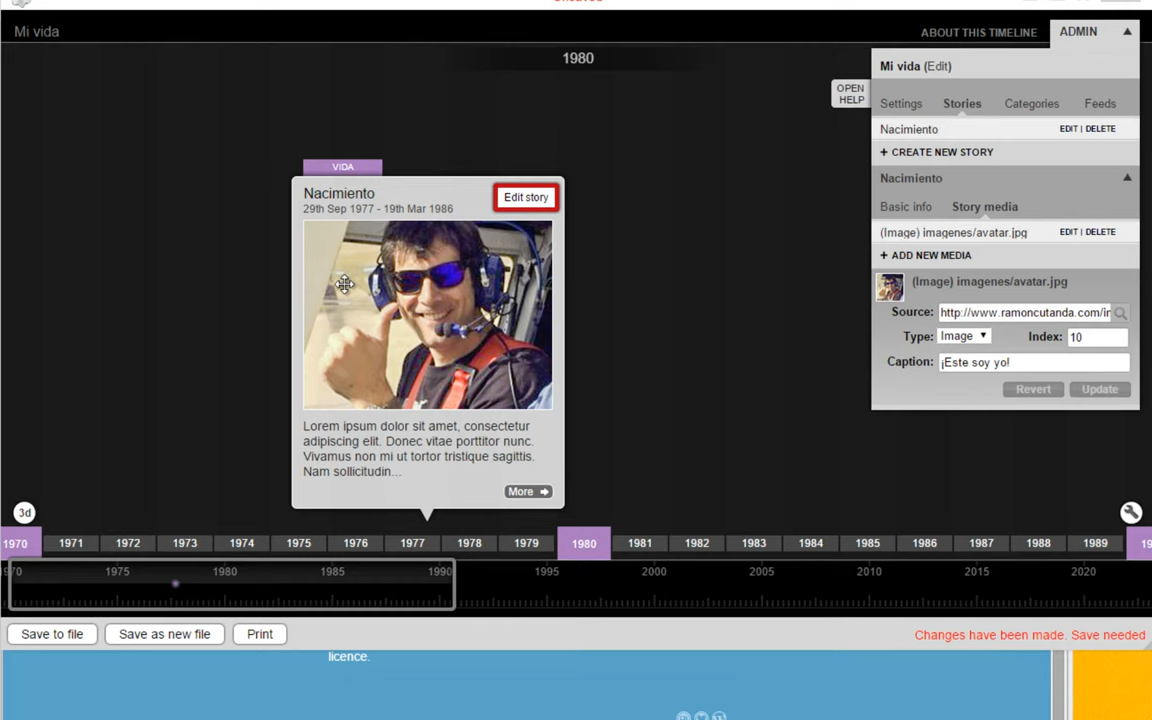 Mi vida
ABOUT THIS TIMELINE
ADMIN
1980
Mi vida (Edit)
OPEN
HELP
Settings Stories Categories Feeds
Nacimiento EDIT | DELETE
+ CREATE NEW STORY
Nacimiento
Basic info Story media
(Image) imagenes/avatar.jpg EDIT | DELETE
+ ADD NEW MEDIA
(Image) imagenes/avatar.jpg
Source: http://www.ramoncutanda.com/ir
Type: Image Index: 10
Caption: ¡Este soy yo!
Revert Update
VIDA
Nacimiento
Edit story
29th Sep 1977 - 19th Mar 1986
Lorem ipsum dolor sit amet, consectetur
adipiscing elit. Donec vitae porttitor nunc.
Vivamus non mi ut tortor tristique sagittis.
Nam sollicitudin...
More
3d
1970 1971 1972 1973 1974 1975 1976 1977 1978 1979 1980 1981 1982 1983 1984 1985 1986 1987 1988 1989 19
70 1975 1980 1985 1990 1995 2000 2005 2010 2015 2020
Save to file Save as new file Print
Changes have been made. Save needed
licence.